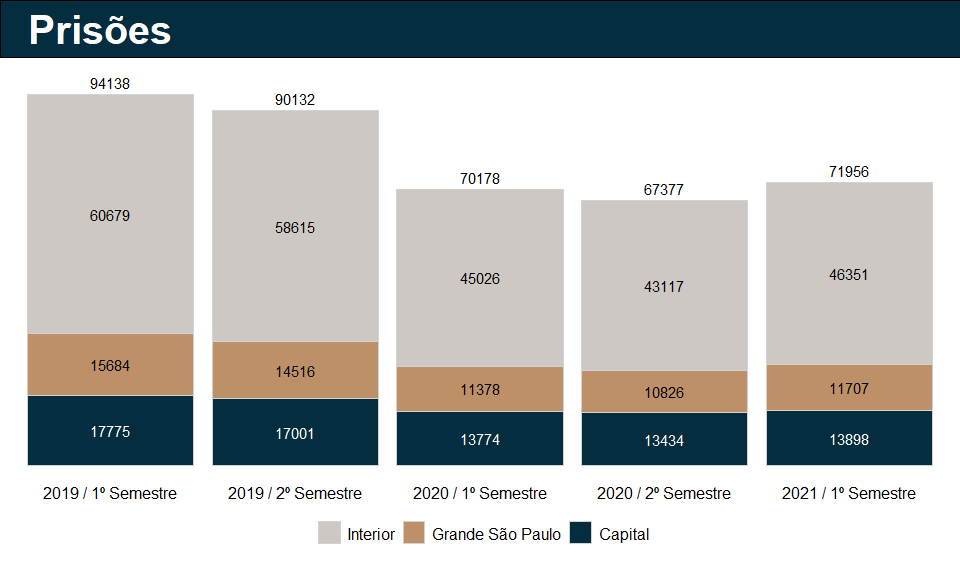 Prisões
94138
90132
70178
67377
71956
60679
58615
45026
43117
46351
15684
14516
11378
10826
11707
17775
17001
13774
13434
13898
2019 / 1º Semestre
2019 / 2º Semestre
2020 / 1º Semestre
2020 / 2º Semestre
2021 / 1º Semestre
Interior
Grande São Paulo
Capital